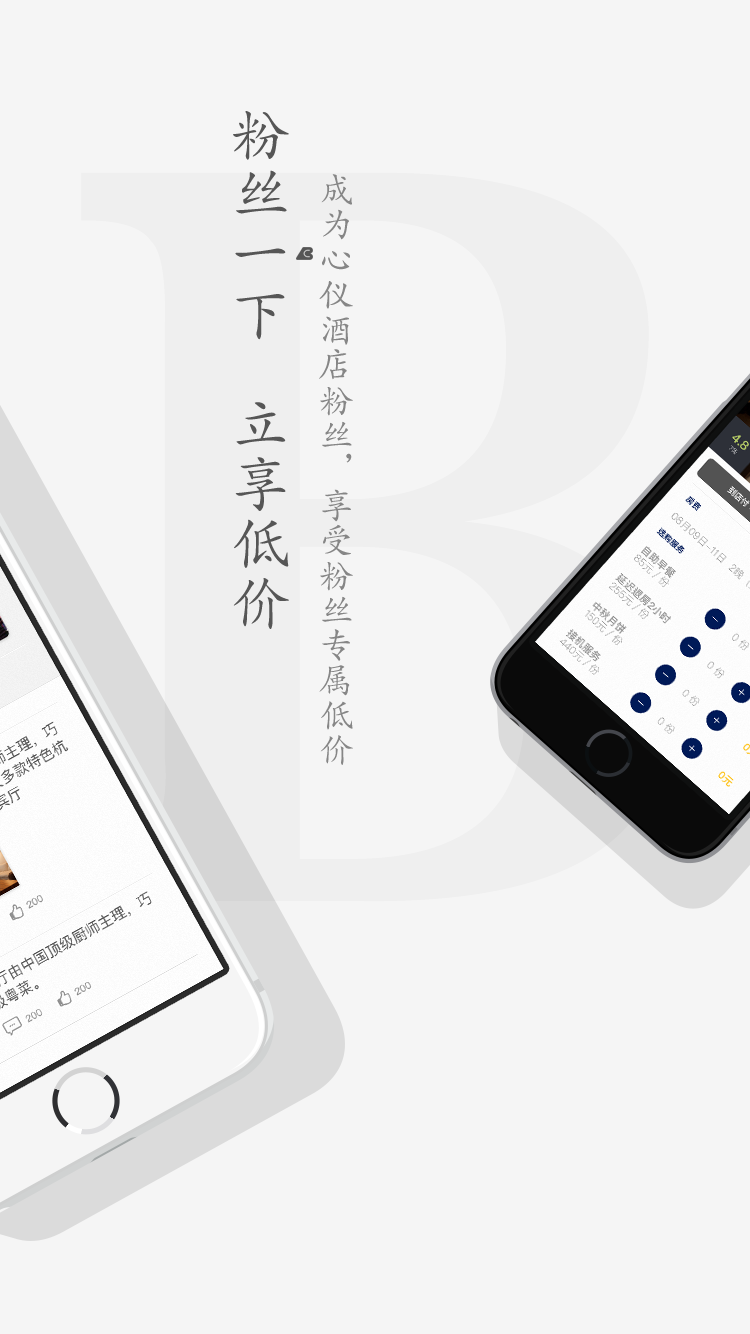 粉丝一下 立享低价
成为心仪酒店粉丝，享受粉丝专属低价
B
4.8
到店付
房费
08月09日-11日
选购服务
自助早餐
85元 / 份
0 份
延迟退房2小时
255元 / 份
0 份
中秋月饼
150元 / 份
0 份
接机服务
440元 / 份
0 份
0元
师主理，巧
多款特色杭
宾厅
200
厅由中国顶级厨师主理，巧
级粤菜。
200
200